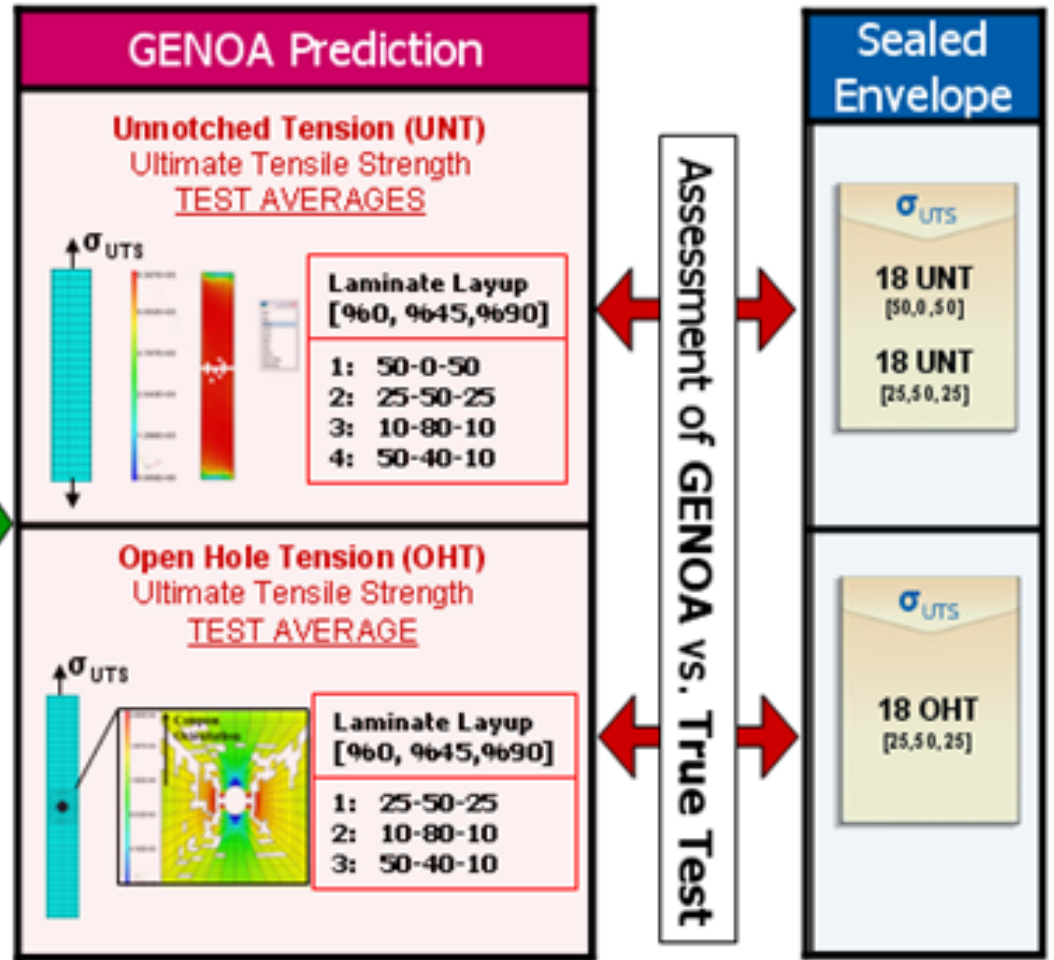 GENOA Prediction
Unnotched Tension (UNT)
Ultimate Tensile Strength
TEST AVERAGES
σUTS
Laminate Layup
[%0, %45,%90]
1: 50-0-50
2: 25-50-25
3: 10-80-10
4: 50-40-10
Open Hole Tension (OHT)
Ultimate Tensile Strength
TEST AVERAGE
σUTS
Laminate Layup
[%0, %45,%90]
1: 25-50-25
2: 10-80-10
3: 50-40-10
Assessment of GENOA vs. True Test
Sealed
Envelope
σUTS
18 UNT
[50,0,50]
18 UNT
[25,50,25]
σUTS
18 OHT
[25,50,25]